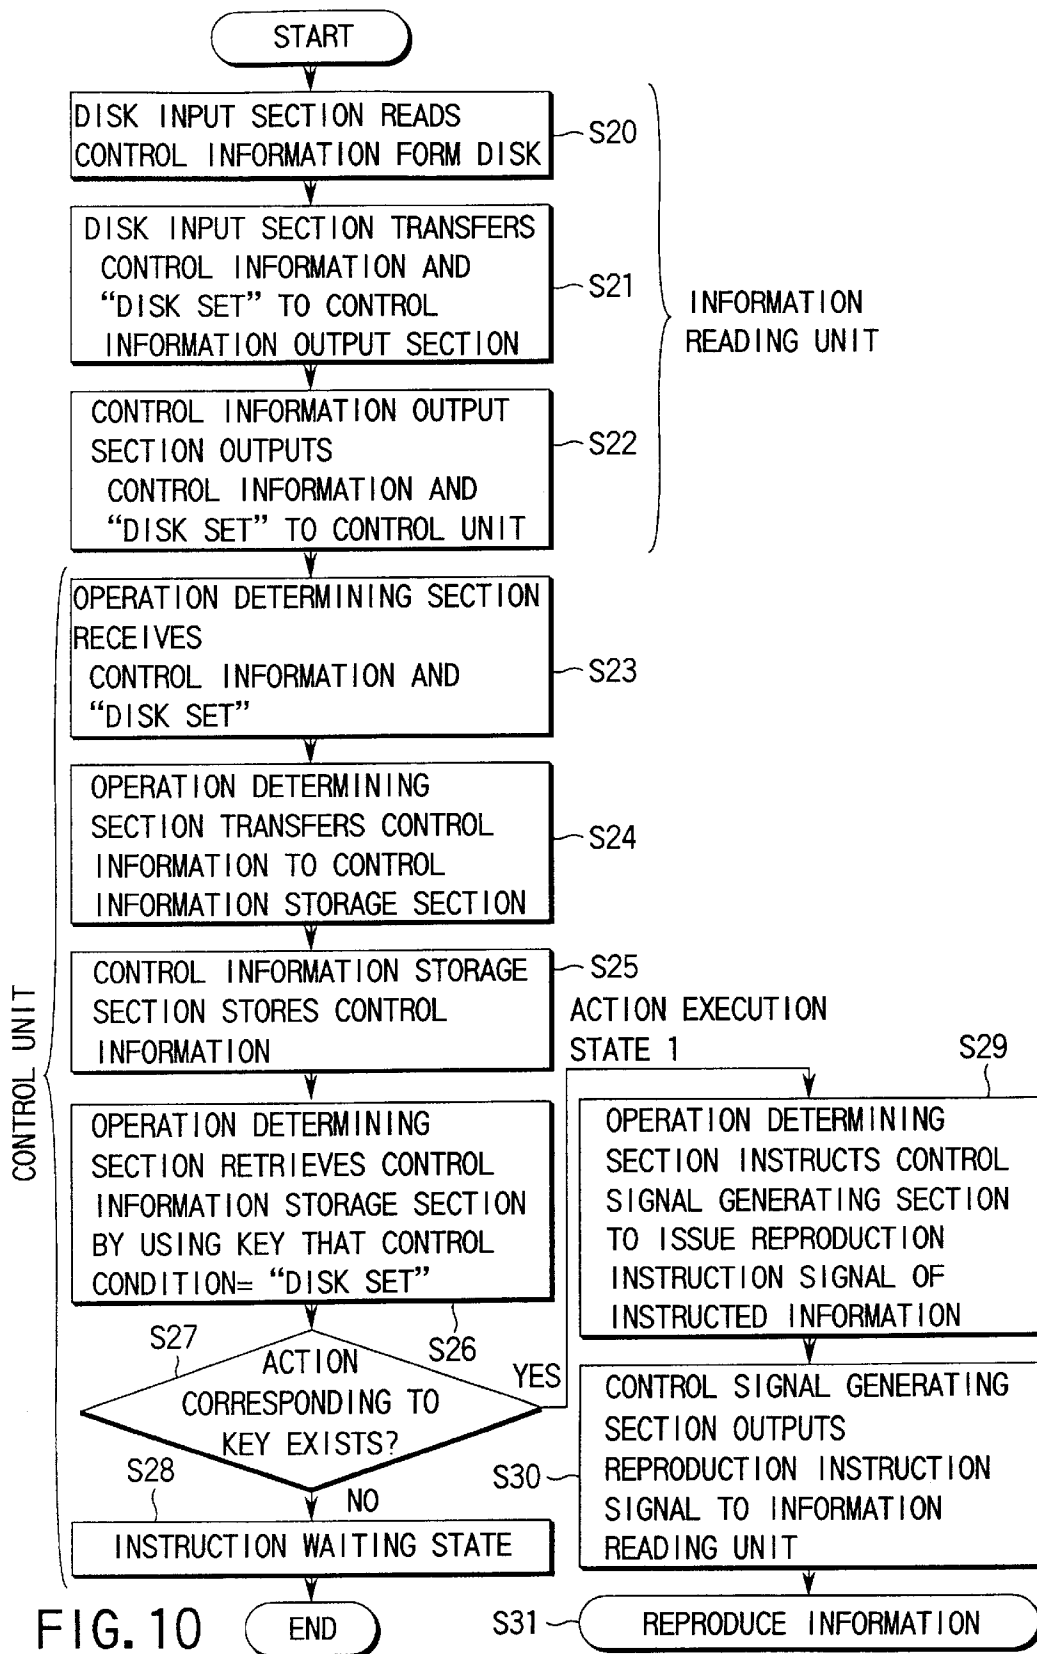 START
DISK INPUT SECTION READS
CONTROL INFORMATION FORM DISK
S20
DISK INPUT SECTION TRANSFERS
CONTROL INFORMATION AND
“DISK SET” TO CONTROL
INFORMATION OUTPUT SECTION
S21
INFORMATION
READING UNIT
CONTROL INFORMATION OUTPUT
SECTION OUTPUTS
CONTROL INFORMATION AND
“DISK SET” TO CONTROL UNIT
S22
CONTROL UNIT
OPERATION DETERMINING SECTION
RECEIVES
CONTROL INFORMATION AND
“DISK SET”
S23
OPERATION DETERMINING
SECTION TRANSFERS CONTROL
INFORMATION TO CONTROL
INFORMATION STORAGE SECTION
S24
CONTROL INFORMATION STORAGE
SECTION STORES CONTROL
INFORMATION
S25
OPERATION DETERMINING
SECTION RETRIEVES CONTROL
INFORMATION STORAGE SECTION
BY USING KEY THAT CONTROL
CONDITION= “DISK SET”
S26
S27
ACTION
CORRESPONDING TO
KEY EXISTS?
YES
NO
S28
INSTRUCTION WAITING STATE
END
ACTION EXECUTION
STATE 1
S29
OPERATION DETERMINING
SECTION INSTRUCTS CONTROL
SIGNAL GENERATING SECTION
TO ISSUE REPRODUCTION
INSTRUCTION SIGNAL OF
INSTRUCTED INFORMATION
CONTROL SIGNAL GENERATING
SECTION OUTPUTS
REPRODUCTION INSTRUCTION
SIGNAL TO INFORMATION
READING UNIT
S30
S31
REPRODUCE INFORMATION
FIG.10